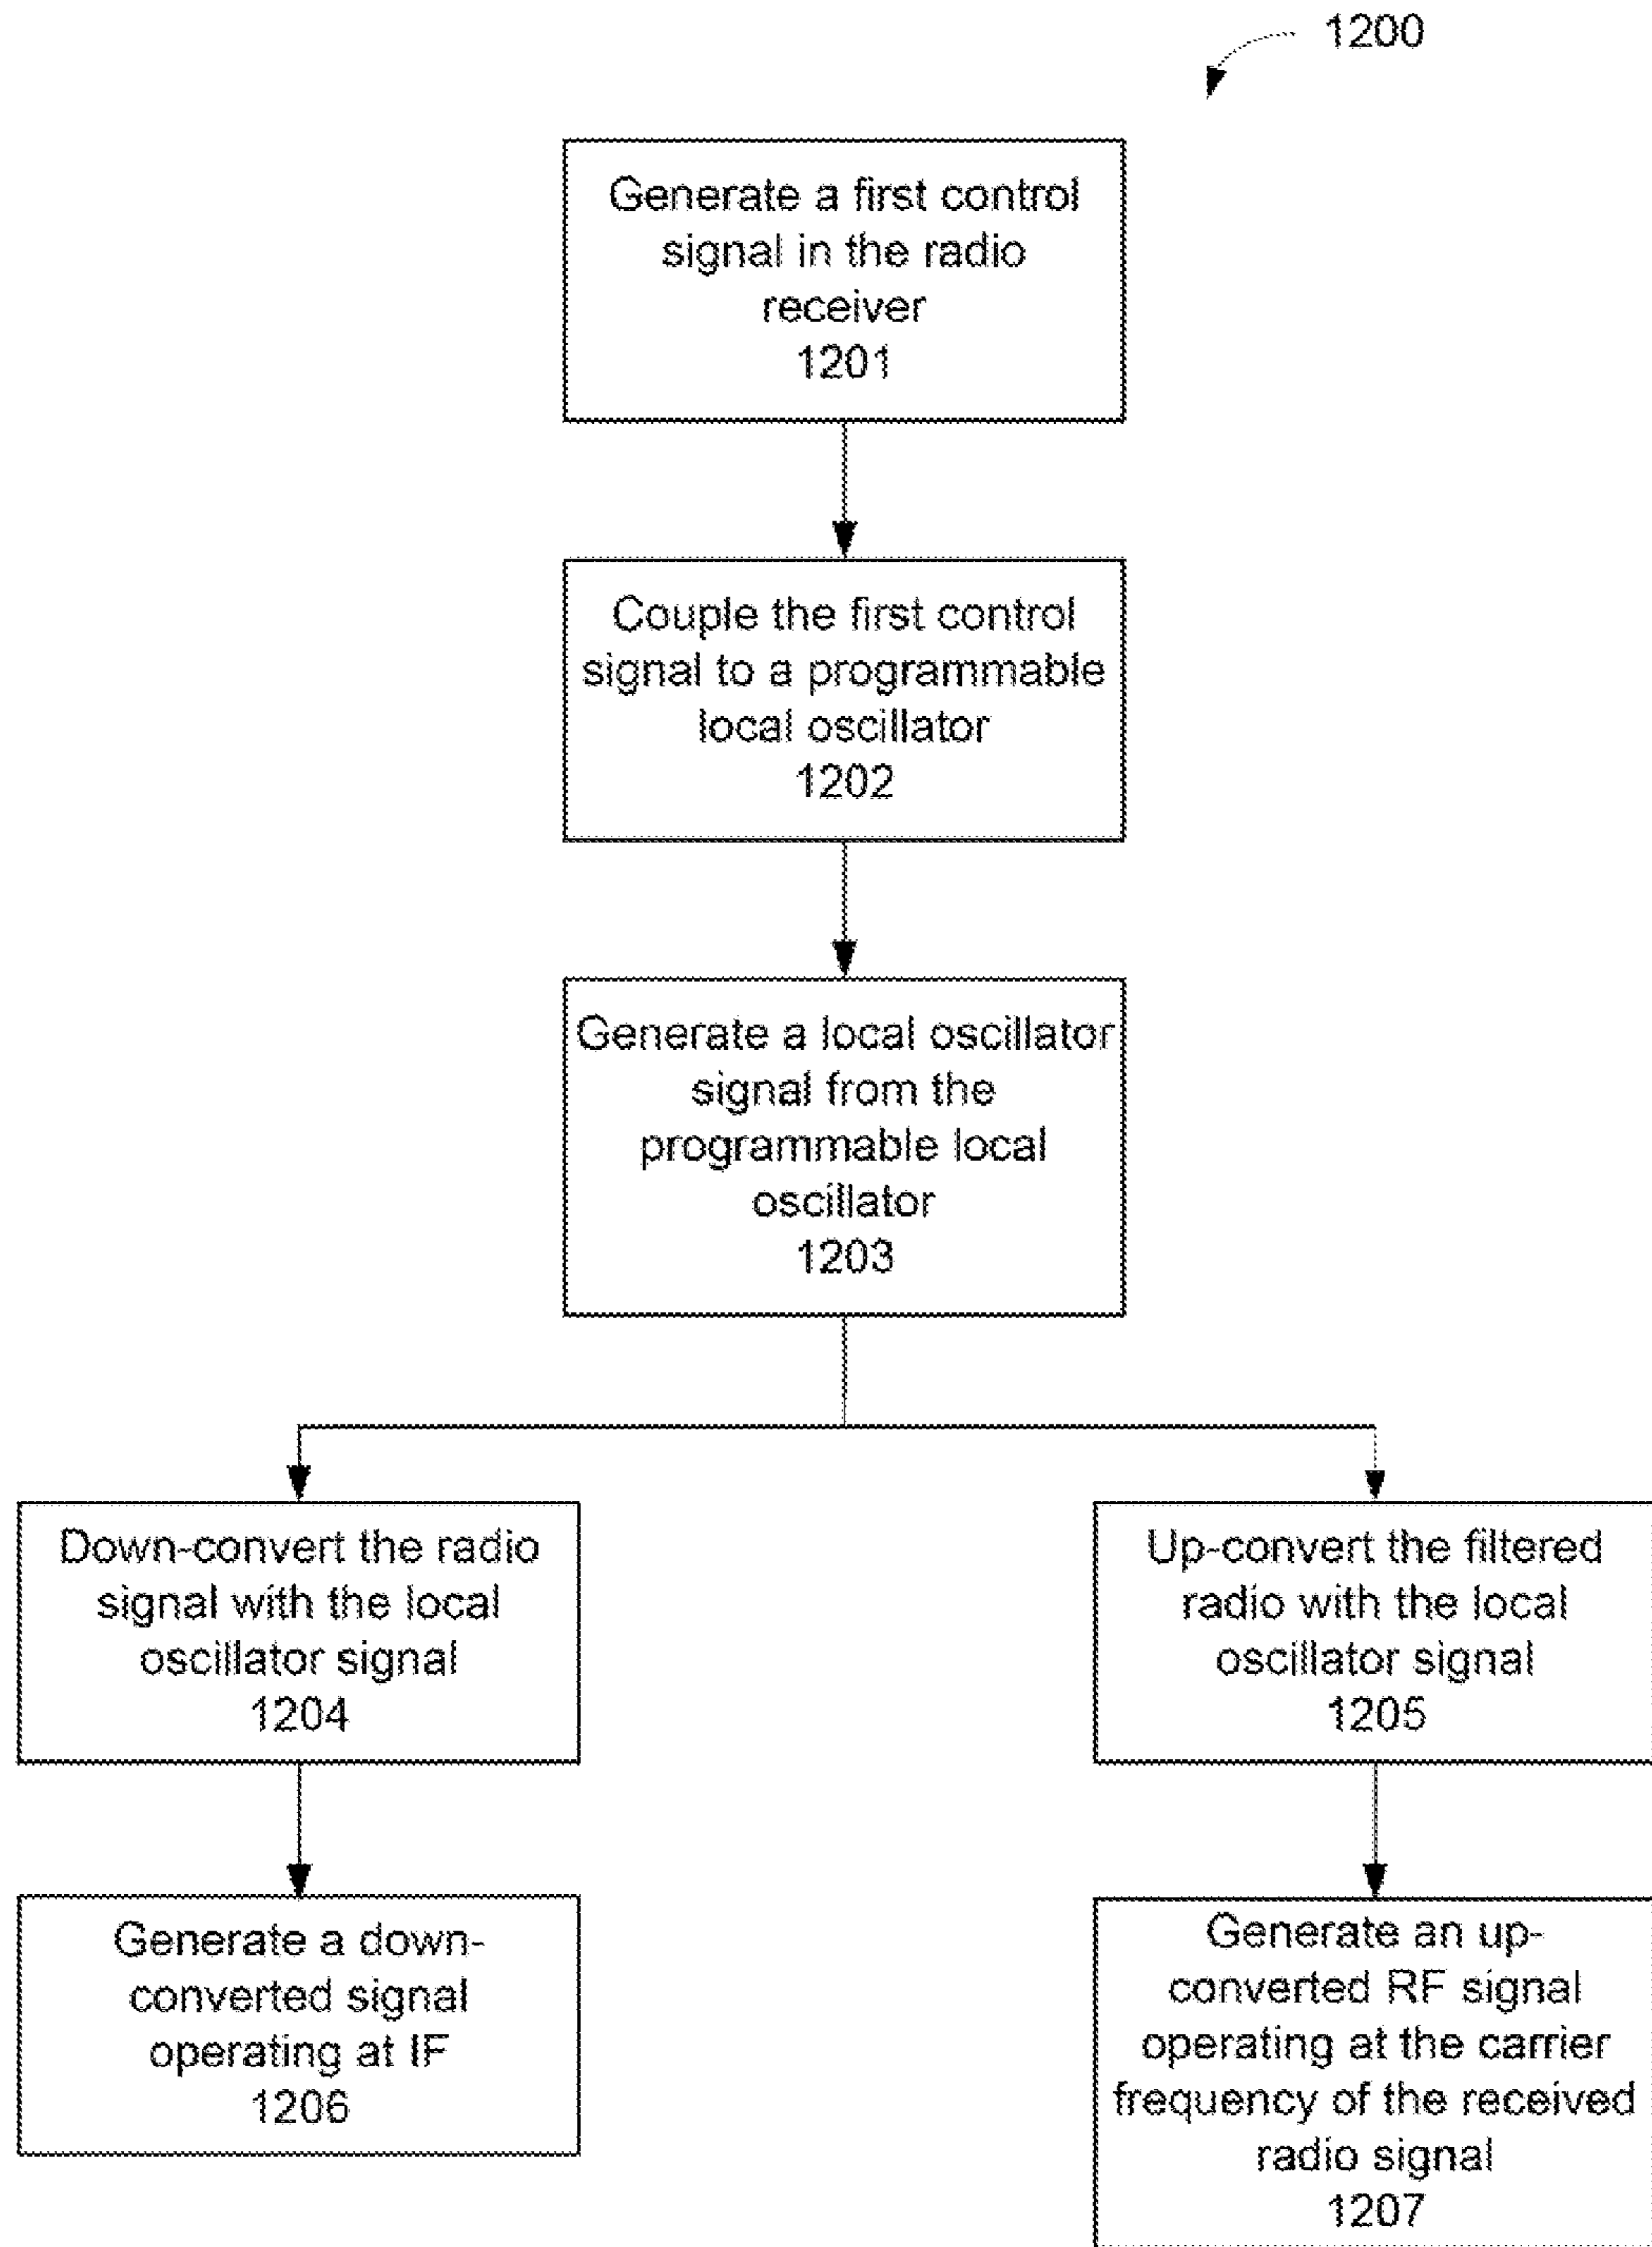 1200
Generate a first control
signal in the radio
receiver
1201
Couple the first control
signal to a programmable
local oscillator
1202
Generate a local oscillator
signal from the
programmable local
oscillator
1203
Down-convert the radio
signal with the local
oscillator signal
1204
Up-convert the filtered
radio with the local
oscillator signal
1205
Generate a down-
converted signal
operating at IF
1206
Generate an up-
converted RF signal
operating at the carrier
frequency of the received
radio signal
1207